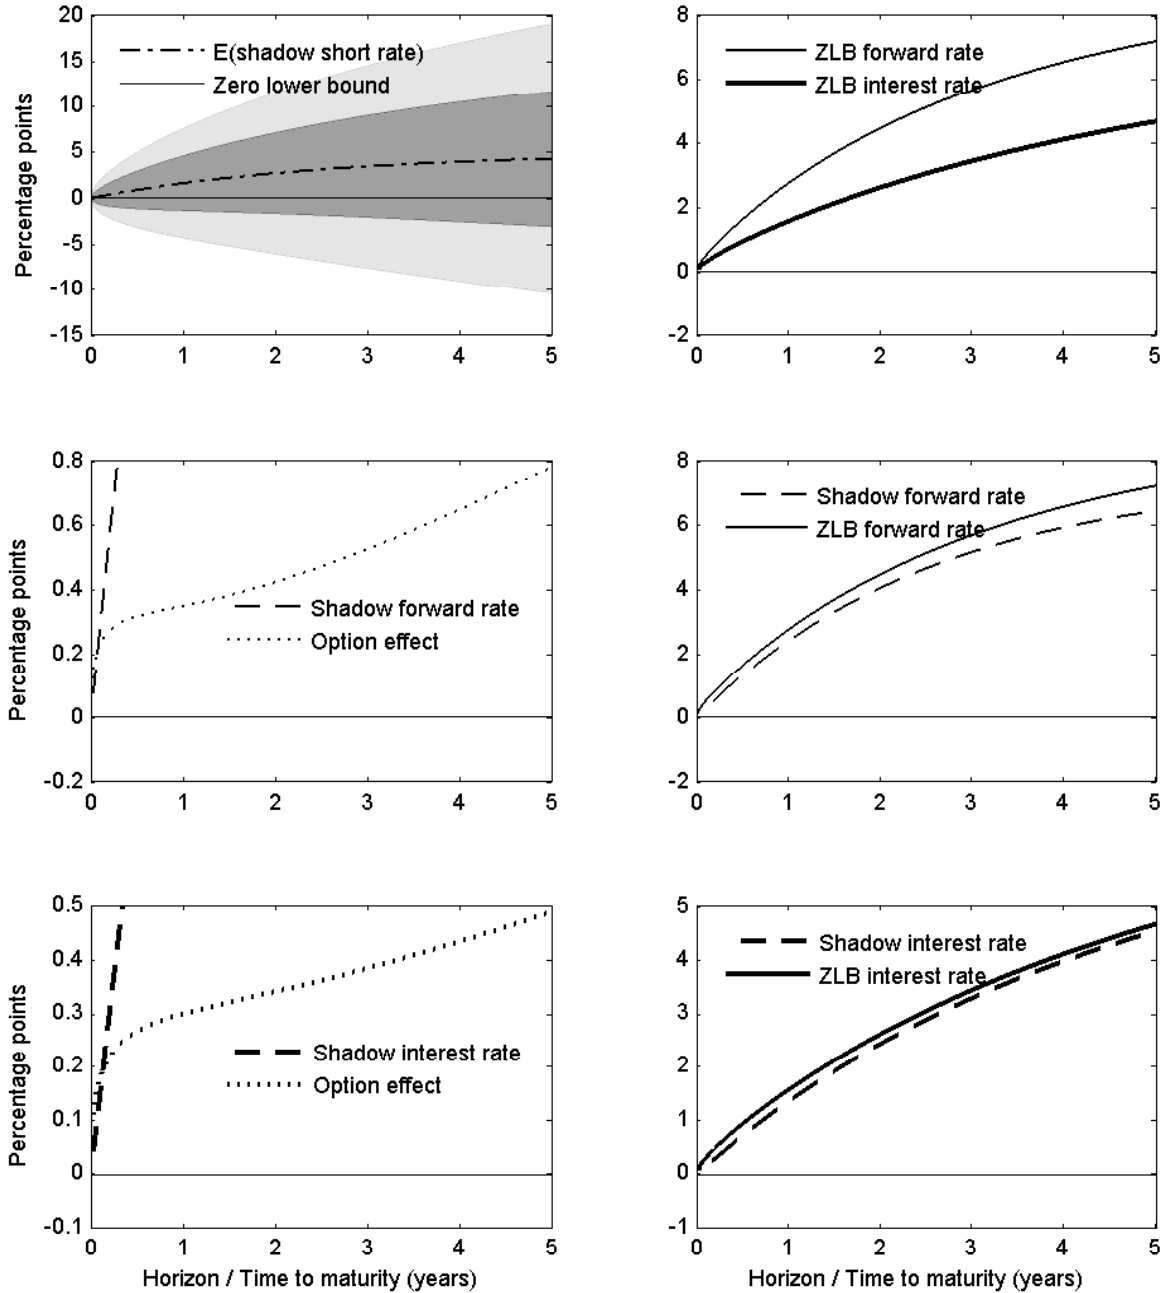 20
15
10
5
0
-5
-10
-15
Percentage points
E(shadow short rate)
Zero lower bound
0 1 2 3 4 5
8
6
4
2
0
-2
ZLB forward rate
ZLB interest rate
0 1 2 3 4 5
0.8
0.6
0.4
0.2
0
-0.2
Percentage points
Shadow forward rate
Option effect
0 1 2 3 4 5
8
6
4
2
0
-2
Shadow forward rate
ZLB forward rate
0 1 2 3 4 5
0.5
0.4
0.3
0.2
0.1
0
-0.1
Percentage points
Shadow interest rate
Option effect
0 1 2 3 4 5
Horizon / Time to maturity (years)
5
4
3
2
1
0
-1
Shadow interest rate
ZLB interest rate
0 1 2 3 4 5
Horizon / Time to maturity (years)